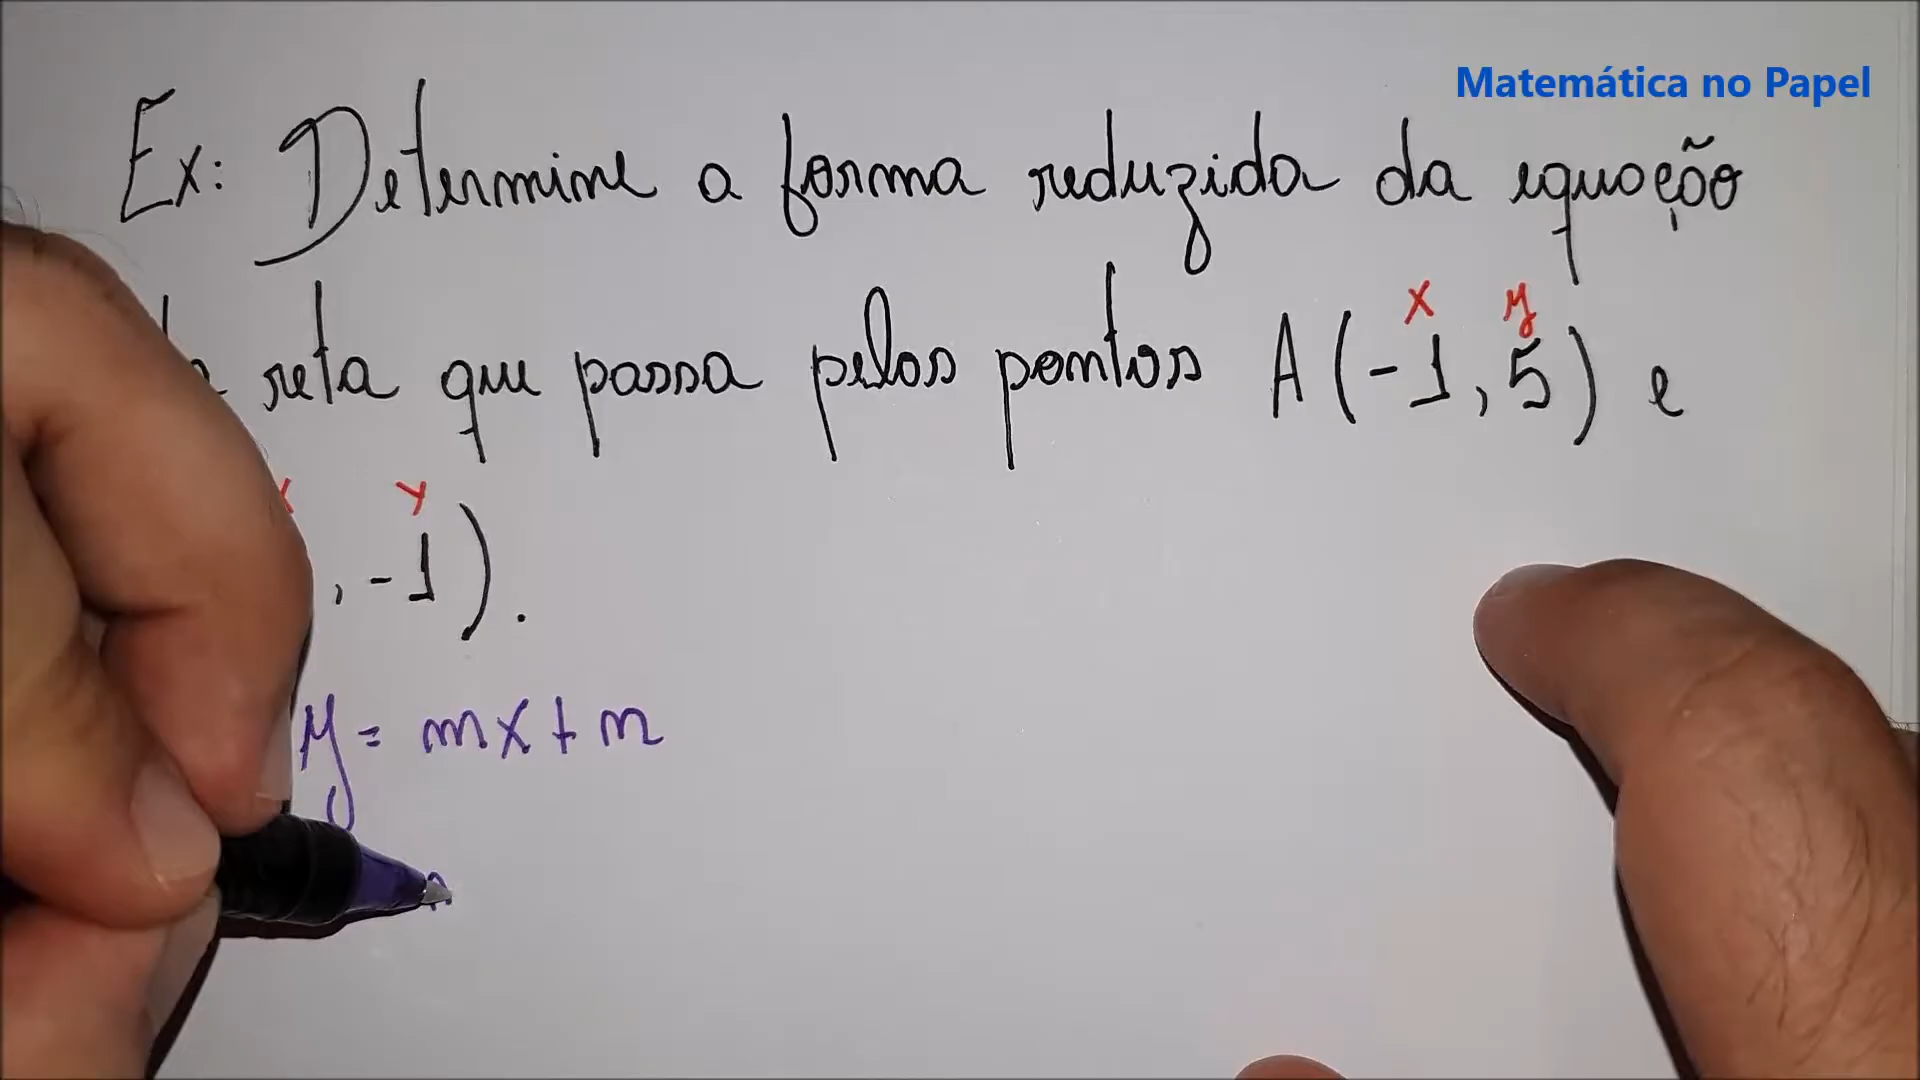 Matemática no Papel
Ex: Determine a forma reduzida da equação
reta que passa pelos pontos A(-1, 5) e
x y
y
, -1).
y = mx + n